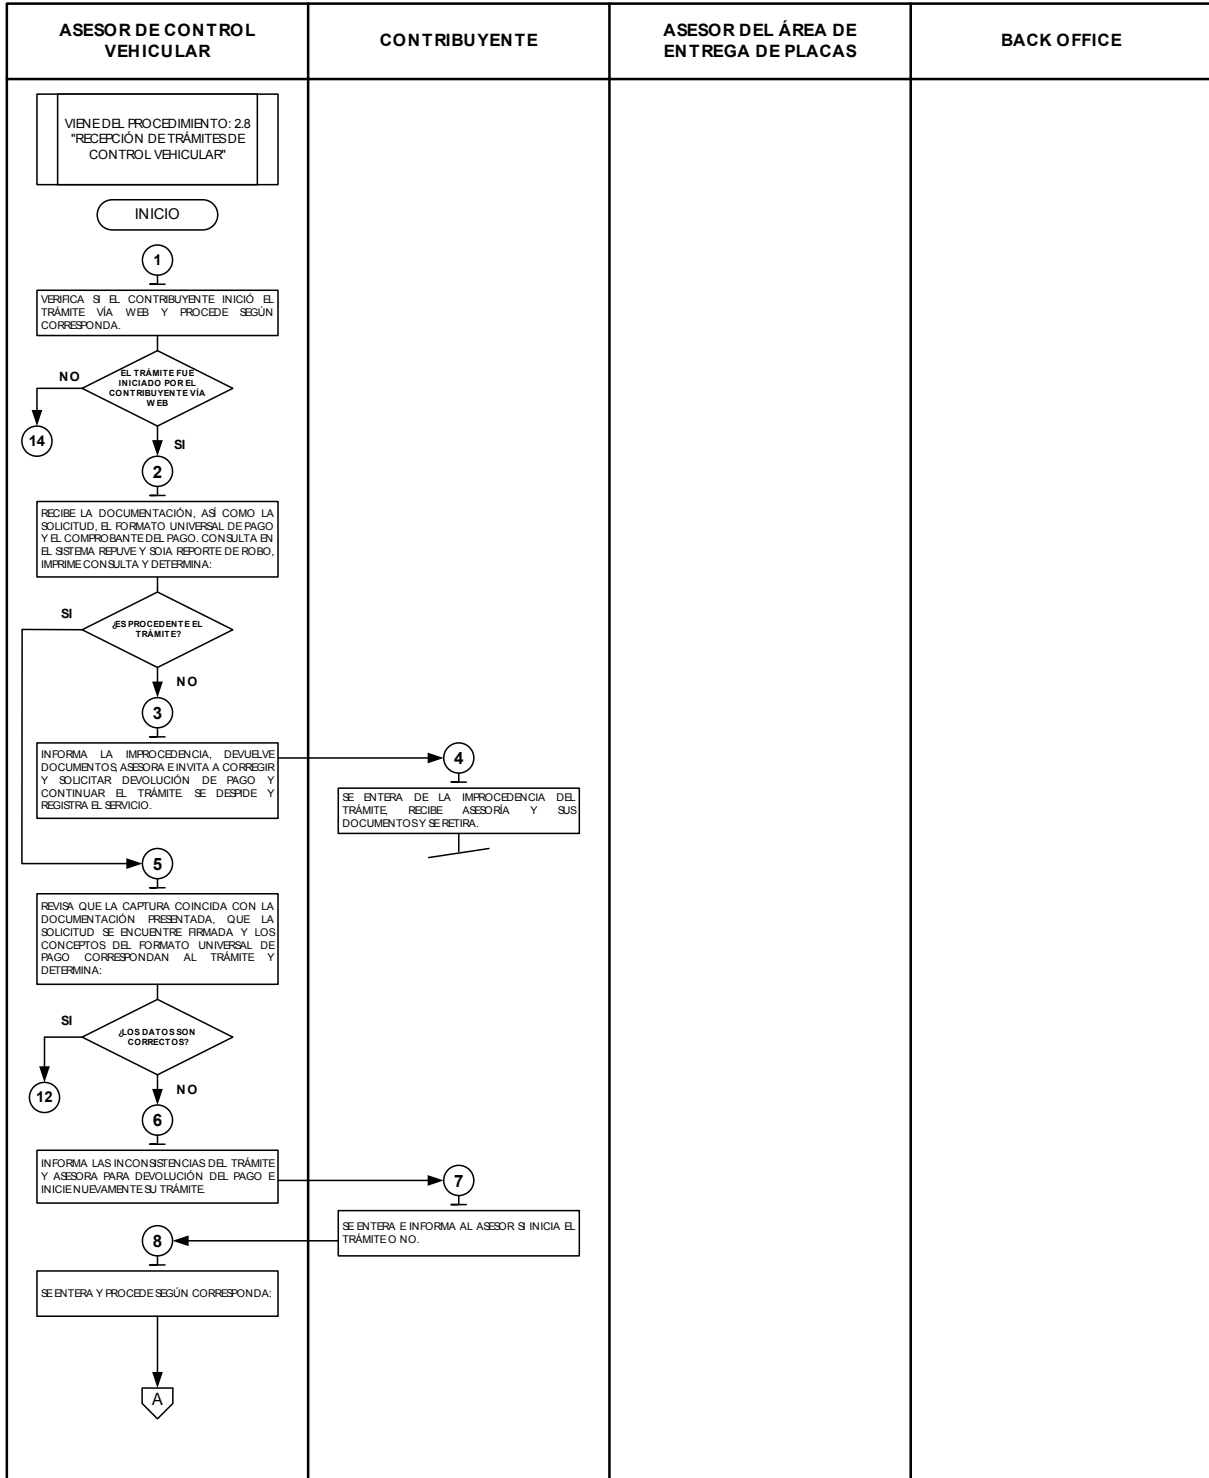 ASESOR DE CONTROL
VEHICULAR
CONTRIBUYENTE
ASESOR DEL ÁREA DE
ENTREGA DE PLACAS
BACK OFFICE
VIENE DEL PROCEDIMIENTO: 2.8
"RECEPCIÓN DE TRÁMITES DE
CONTROL VEHICULAR"
INICIO
1
VERIFICA SI EL CONTRIBUYENTE INICIÓ EL
TRÁMITE VÍA WEB Y PROCEDE SEGÚN
CORRESPONDA.
EL TRÁMITE FUE
INICIADO POR EL
CONTRIBUYENTE VÍA
WEB
NO
14
SI
2
RECIBE LA DOCUMENTACIÓN, ASÍ COMO LA
SOLICITUD, EL FORMATO UNIVERSAL DE PAGO
Y EL COMPROBANTE DEL PAGO. CONSULTA EN
EL SISTEMA REPUVE Y SOIA REPORTE DE ROBO,
IMPRIME CONSULTA Y DETERMINA:
SI
¿ES PROCEDENTE EL
TRÁMITE?
NO
3
INFORMA LA IMPROCEDENCIA, DEVUELVE
DOCUMENTOS, ASESORA E INVITA A CORREGIR
Y SOLICITAR DEVOLUCIÓN DE PAGO Y
CONTINUAR EL TRÁMITE. SE DESPIDE Y
REGISTRA EL SERVICIO.
4
SE ENTERA DE LA IMPROCEDENCIA DEL
TRÁMITE, RECIBE ASESORÍA Y SUS
DOCUMENTOS Y SE RETIRA.
5
REVISA QUE LA CAPTURA COINCIDA CON LA
DOCUMENTACIÓN PRESENTADA, QUE LA
SOLICITUD SE ENCUENTRE FIRMADA Y LOS
CONCEPTOS DEL FORMATO UNIVERSAL DE
PAGO CORRESPONDAN AL TRÁMITE Y
DETERMINA:
SI
¿LOS DATOS SON
CORRECTOS?
12
NO
6
INFORMA LAS INCONSISTENCIAS DEL TRÁMITE
Y ASESORA PARA DEVOLUCIÓN DEL PAGO E
INICIE NUEVAMENTE SU TRÁMITE.
7
SE ENTERA E INFORMA AL ASESOR SI INICIA EL
TRÁMITE O NO.
8
SE ENTERA Y PROCEDE SEGÚN CORRESPONDA:
A